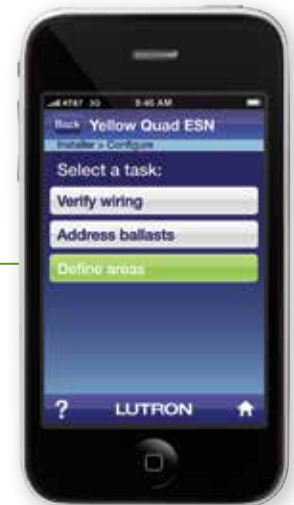 AT&T 3G 8:45 AM
Back Yellow Quad ESN
Installer > Configure
Select a task:
Verify wiring
Address ballasts
Define areas
? LUTRON